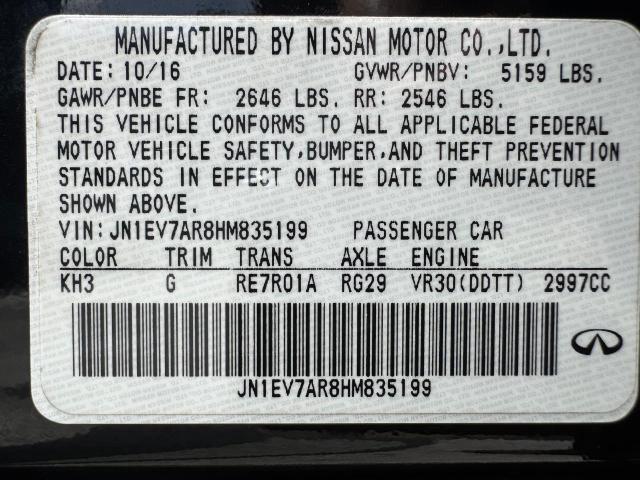 MANUFACTURED BY NISSAN MOTOR CO.,LTD.
DATE: 10/16 GVWR/PNBV: 5159 LBS.
GAWR/PNBE FR: 2646 LBS. RR: 2546 LBS.
THIS VEHICLE CONFORMS TO ALL APPLICABLE FEDERAL
MOTOR VEHICLE SAFETY,BUMPER,AND THEFT PREVENTION
STANDARDS IN EFFECT ON THE DATE OF MANUFACTURE
SHOWN ABOVE.
VIN: JN1EV7AR8HM835199 PASSENGER CAR
COLOR TRIM TRANS AXLE ENGINE
KH3 G RE7R01A RG29 VR30(DDTT) 2997CC
JN1EV7AR8HM835199